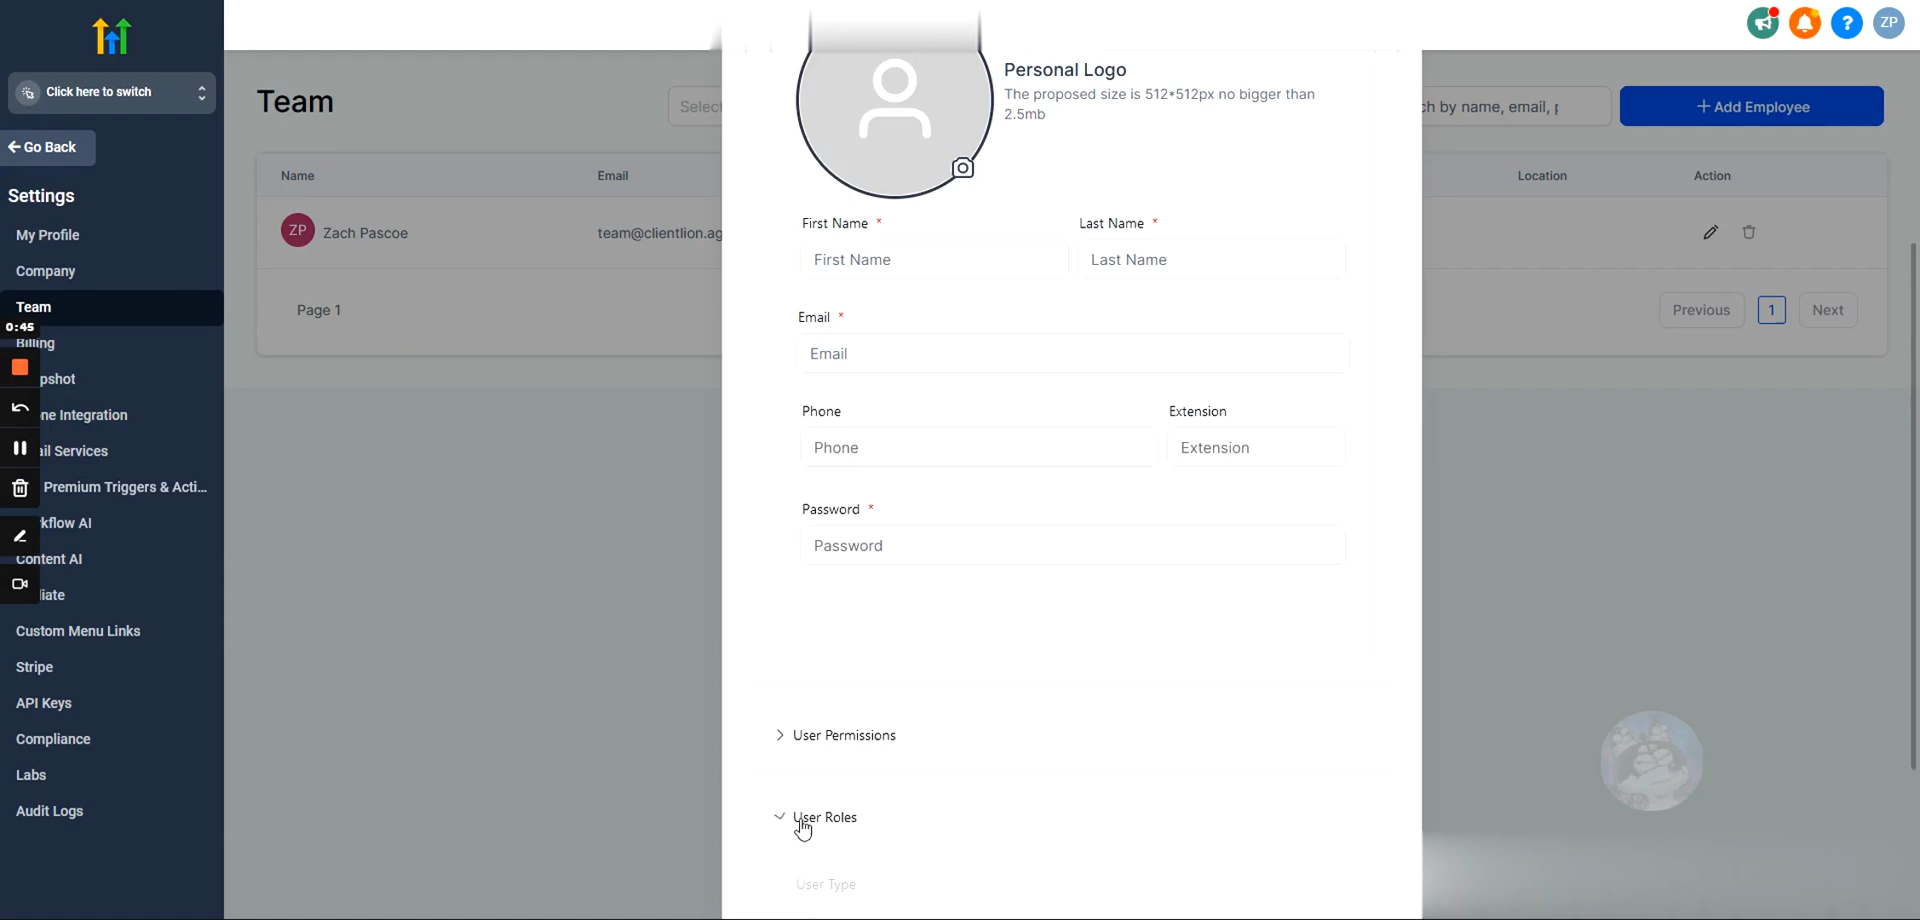 Click here to switch
Go Back
Settings
My Profile
Company
Team
0:45
Billing
pshot
ne Integration
ail Services
Premium Triggers & Acti...
kflow AI
Content AI
liate
Custom Menu Links
Stripe
API Keys
Compliance
Labs
Audit Logs
ZP
Team
Select
ch by name, email, p
+ Add Employee
Name
Email
Location
Action
ZP
Zach Pascoe
team@clientlion.ag
Page 1
Previous
1
Next
Personal Logo
The proposed size is 512*512px no bigger than
2.5mb
First Name *
Last Name *
First Name
Last Name
Email *
Email
Phone
Extension
Phone
Extension
Password *
Password
User Permissions
User Roles
User Type